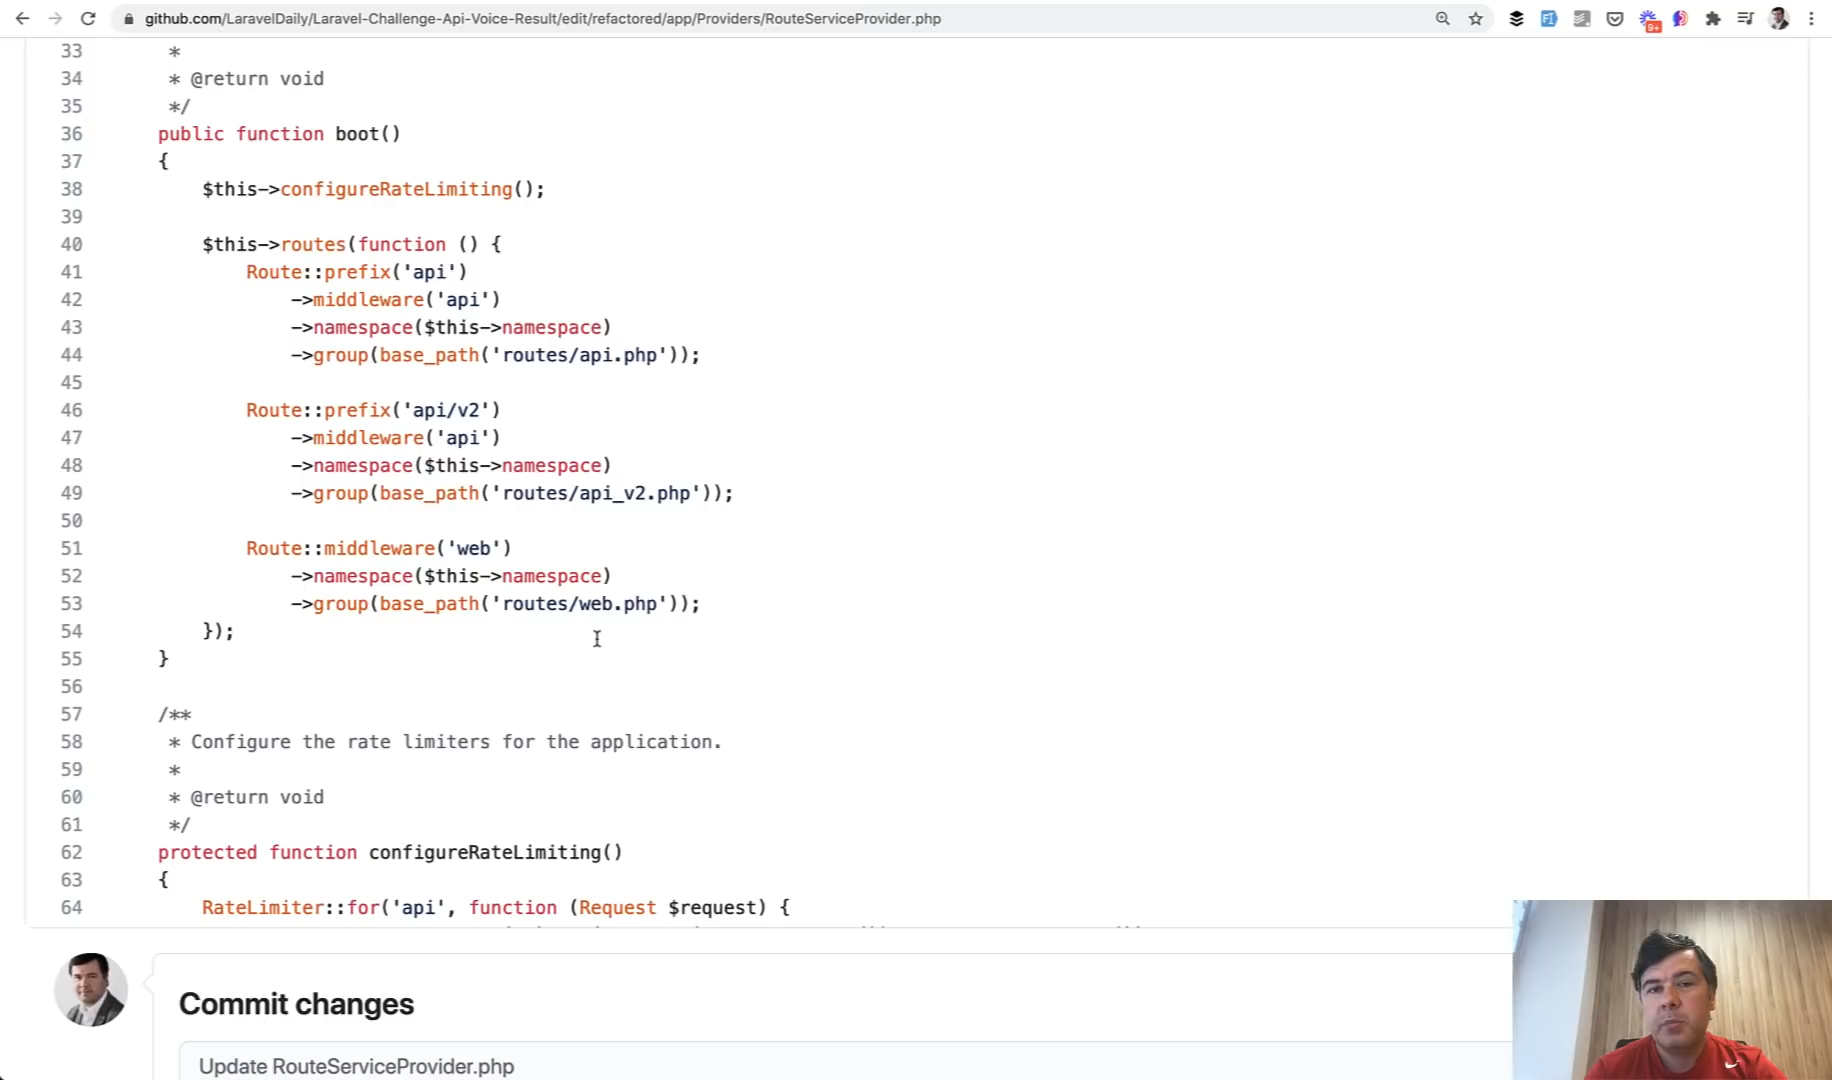 github.com/LaravelDaily/Laravel-Challenge-Api-Voice-Result/edit/refactored/app/Providers/RouteServiceProvider.php
9+
33 *
34 * @return void
35 */
36 public function boot()
37 {
38 $this->configureRateLimiting();
39
40 $this->routes(function () {
41 Route::prefix('api')
42 ->middleware('api')
43 ->namespace($this->namespace)
44 ->group(base_path('routes/api.php'));
45
46 Route::prefix('api/v2')
47 ->middleware('api')
48 ->namespace($this->namespace)
49 ->group(base_path('routes/api_v2.php'));
50
51 Route::middleware('web')
52 ->namespace($this->namespace)
53 ->group(base_path('routes/web.php'));
54 });
55 }
56
57 /**
58 * Configure the rate limiters for the application.
59 *
60 * @return void
61 */
62 protected function configureRateLimiting()
63 {
64 RateLimiter::for('api', function (Request $request) {
Commit changes
Update RouteServiceProvider.php